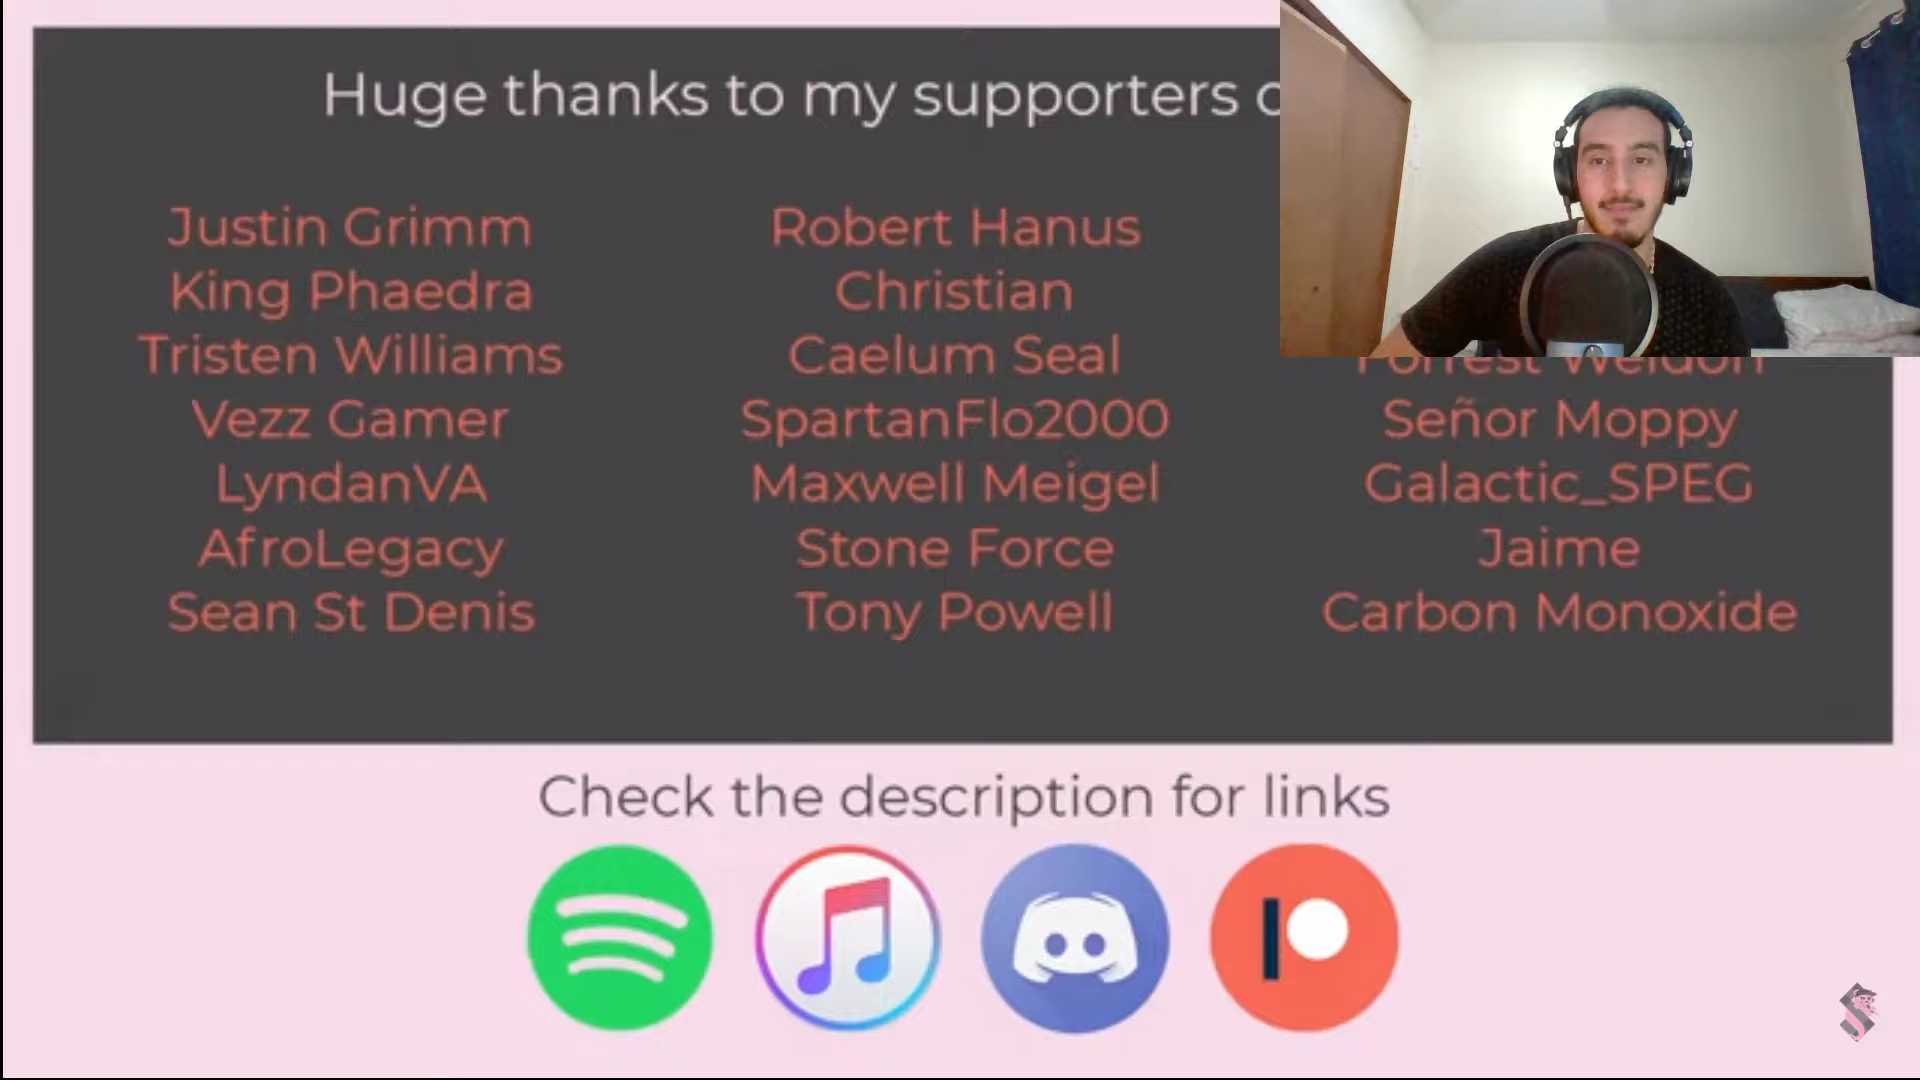 Huge thanks to my supporters
Justin Grimm
King Phaedra
Tristen Williams
Vezz Gamer
LyndanVA
AfroLegacy
Sean St Denis
Robert Hanus
Christian
Caelum Seal
SpartanFlo2000
Maxwell Meigel
Stone Force
Tony Powell
Forrest Weldon
Señor Moppy
Galactic_SPEG
Jaime
Carbon Monoxide
Check the description for links